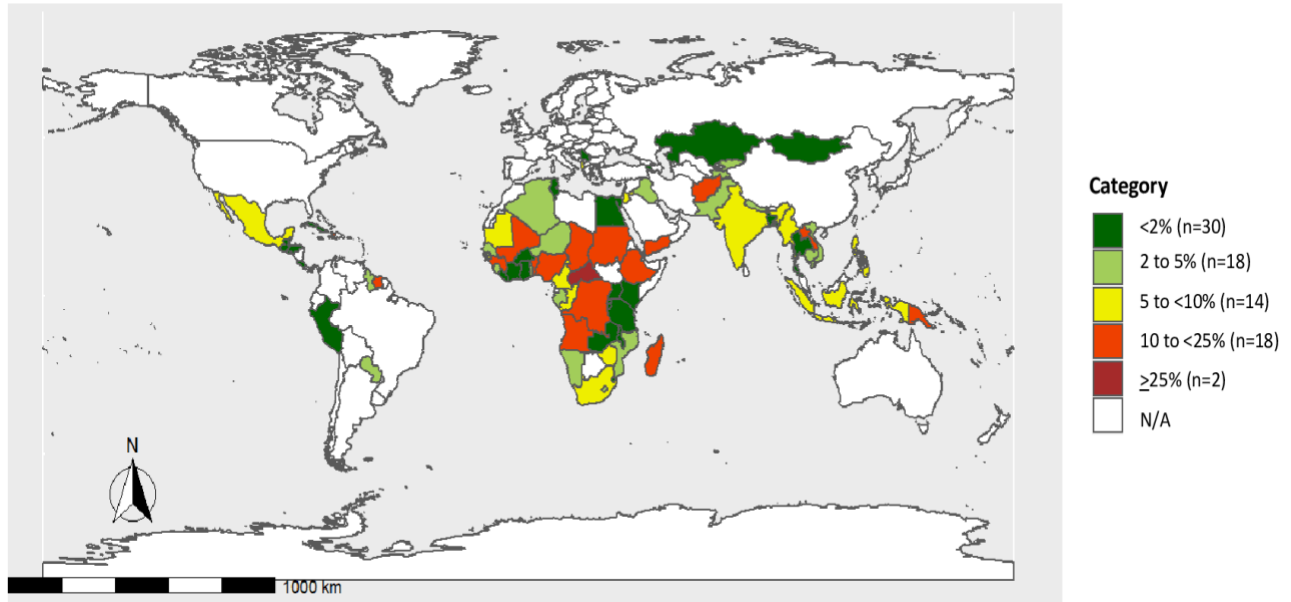 Category
<2% (n=30)
2 to 5% (n=18)
5 to <10% (n=14)
10 to <25% (n=18)
≥25% (n=2)
N/A
N
1000 km